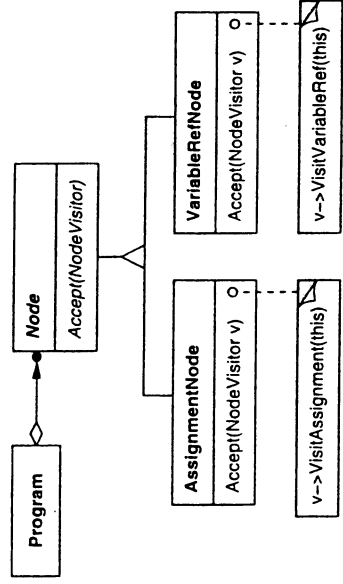 Program
Node
Accept(NodeVisitor)
AssignmentNode
Accept(NodeVisitor v)
VariableRefNode
Accept(NodeVisitor v)
v−>VisitAssignment(this)
v−>VisitVariableRef(this)